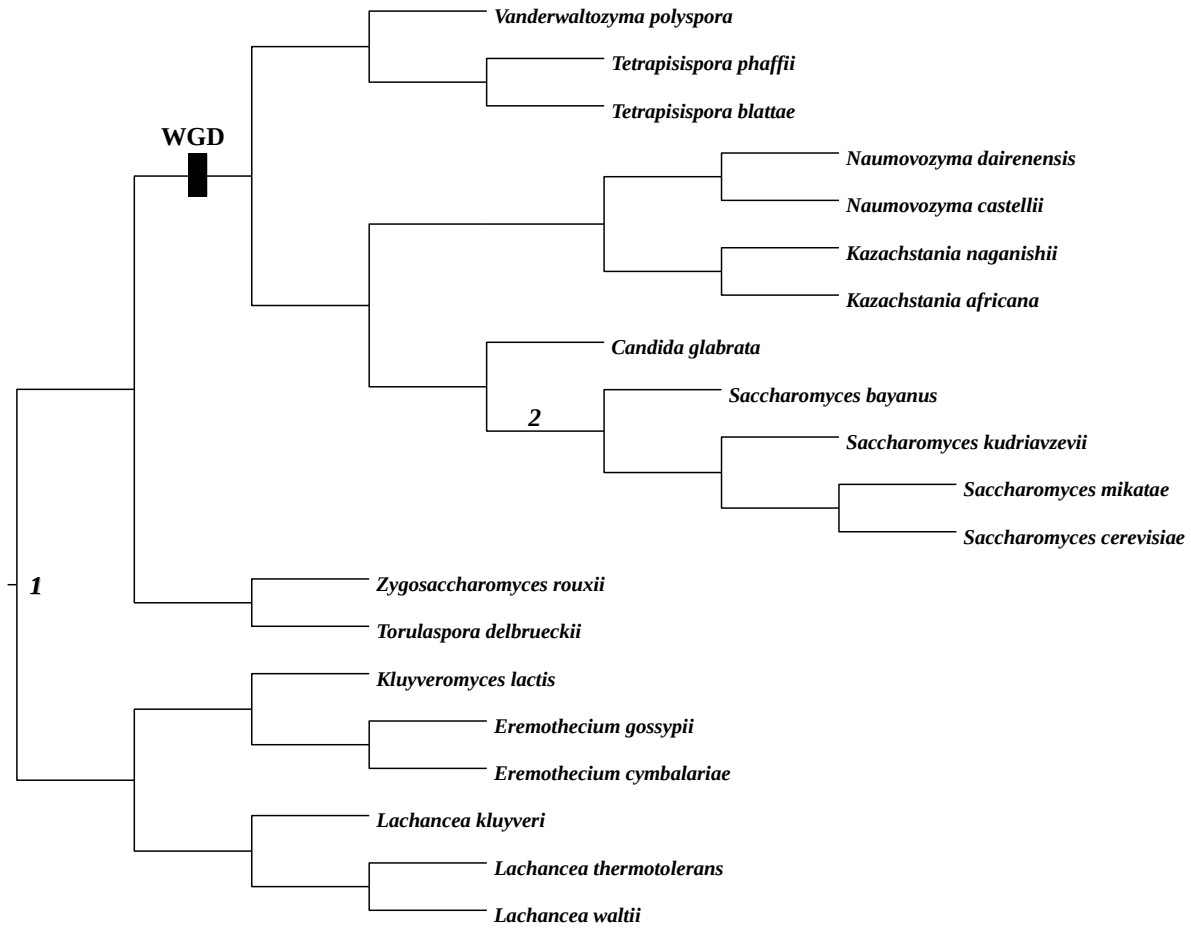 Vanderwaltozyma polyspora
Tetrapisispora phaffii
Tetrapisispora blattae
WGD
Naumovozyma dairenensis
Naumovozyma castellii
Kazachstania naganishii
Kazachstania africana
Candida glabrata
Saccharomyces bayanus
2
Saccharomyces kudriavzevii
Saccharomyces mikatae
Saccharomyces cerevisiae
Zygosaccharomyces rouxii
1
Torulaspora delbrueckii
Kluyveromyces lactis
Eremothecium gossypii
Eremothecium cymbalariae
Lachancea kluyveri
Lachancea thermotolerans
Lachancea waltii